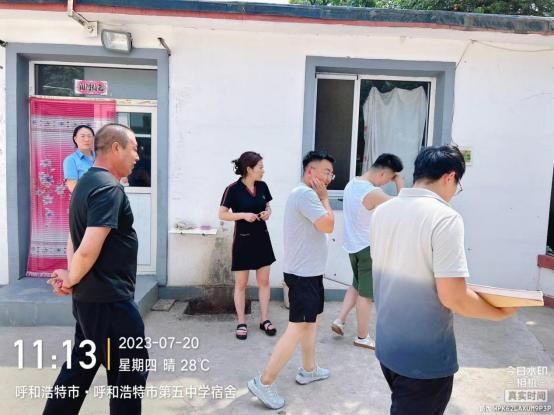 11:13
2023-07-20
星期四 晴 28℃
呼和浩特市·呼和浩特市第五中学宿舍
今日水印
相机
真实时间